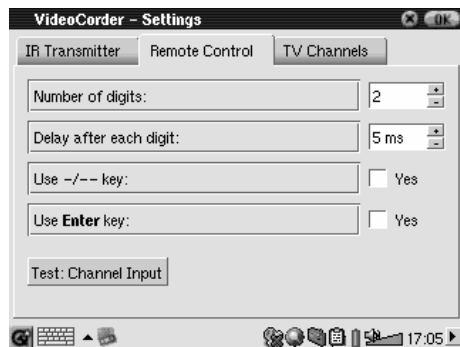 VideoCorder – Settings OK
IR Transmitter Remote Control TV Channels
Number of digits: 2
Delay after each digit: 5 ms
Use -/-- key: Yes
Use Enter key: Yes
Test: Channel Input
17:05